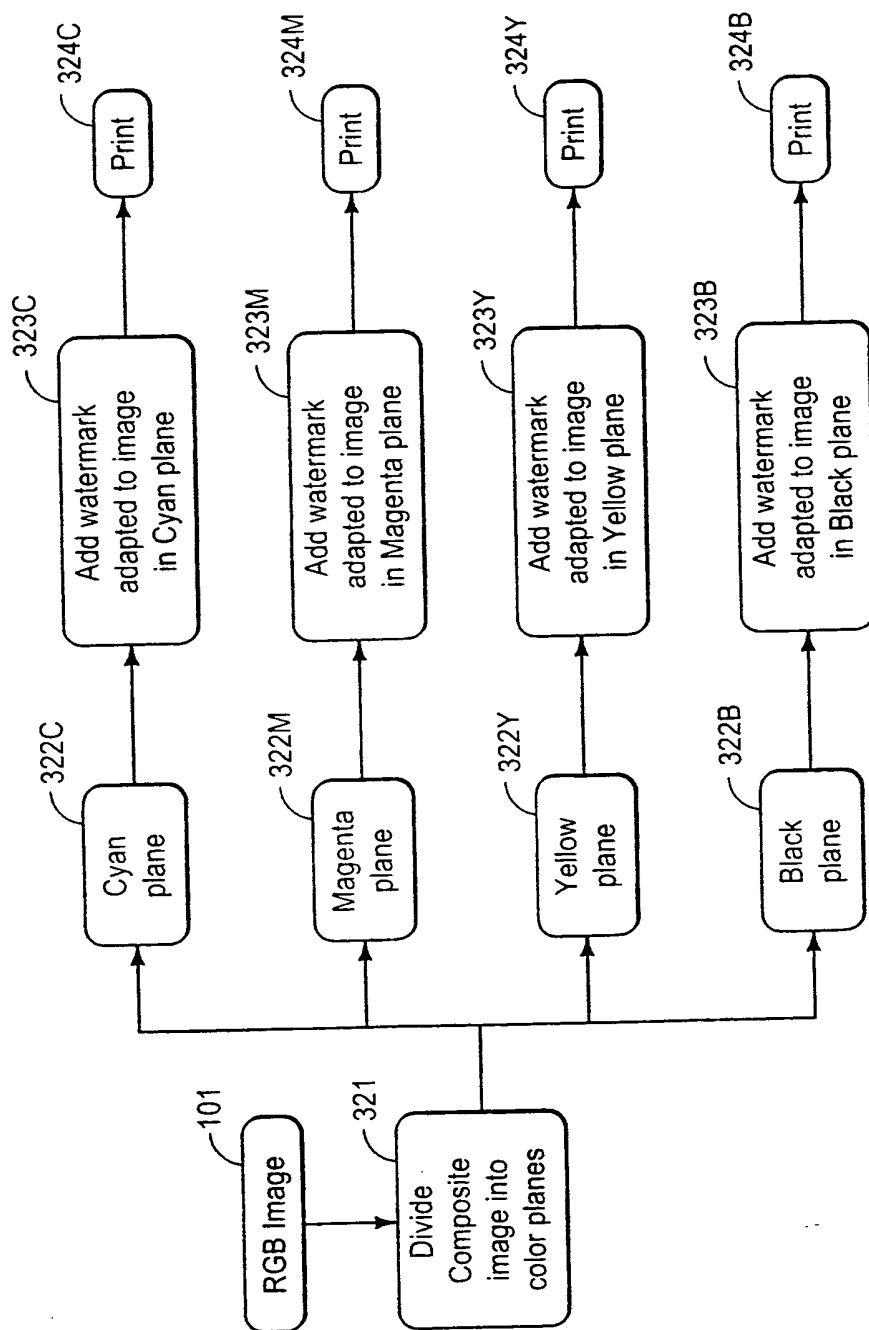 101
RGB Image
321
Divide
Composite
image into
color planes
322C
Cyan
plane
323C
Add watermark
adapted to image
in Cyan plane
324C
Print
322M
Magenta
plane
323M
Add watermark
adapted to image
in Magenta plane
324M
Print
322Y
Yellow
plane
323Y
Add watermark
adapted to image
in Yellow plane
324Y
Print
322B
Black
plane
323B
Add watermark
adapted to image
in Black plane
324B
Print